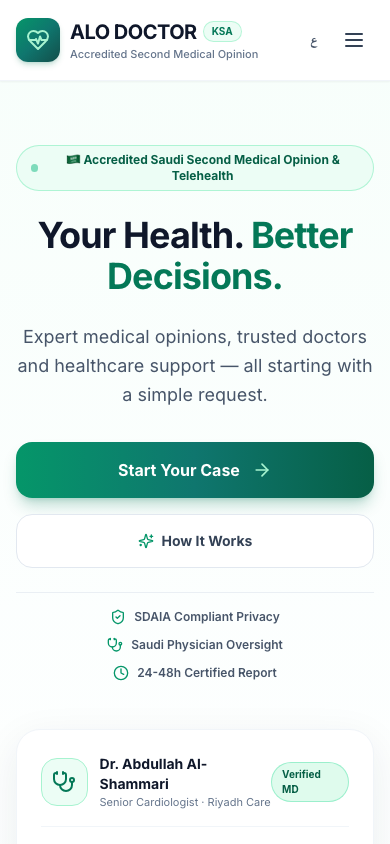 ALO DOCTOR KSA
Accredited Second Medical Opinion
ع
Accredited Saudi Second Medical Opinion &
Telehealth
Your Health. Better
Decisions.
Expert medical opinions, trusted doctors
and healthcare support — all starting with
a simple request.
Start Your Case
How It Works
SDAIA Compliant Privacy
Saudi Physician Oversight
24-48h Certified Report
Dr. Abdullah Al-
Shammari
Senior Cardiologist · Riyadh Care
Verified
MD